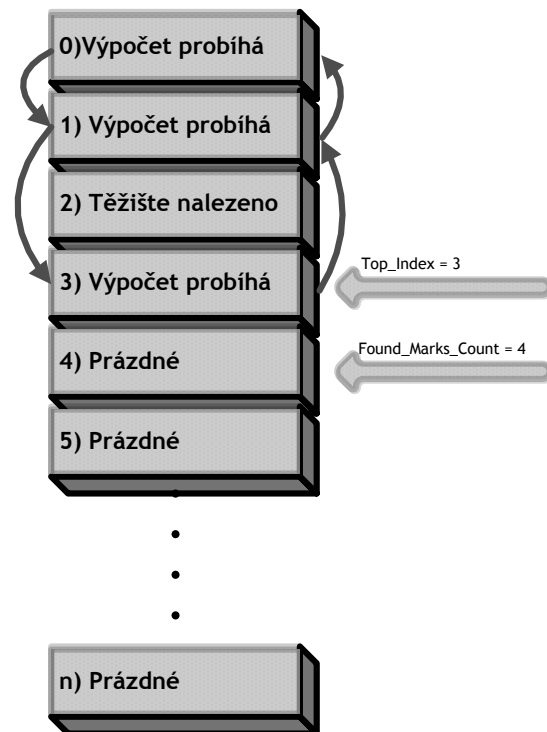 0)Výpočet probíhá
1) Výpočet probíhá
2) Těžište nalezeno
3) Výpočet probíhá
Top_Index = 3
4) Prázdné
Found_Marks_Count = 4
5) Prázdné
n) Prázdné